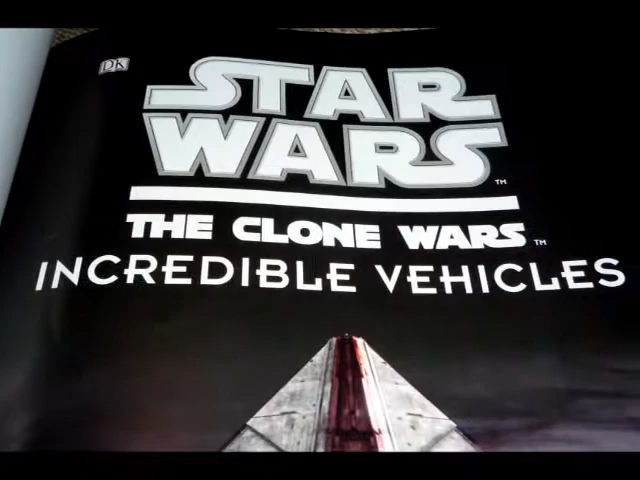 DK
STAR
WARS
TM
THE CLONE WARS TM
INCREDIBLE VEHICLES